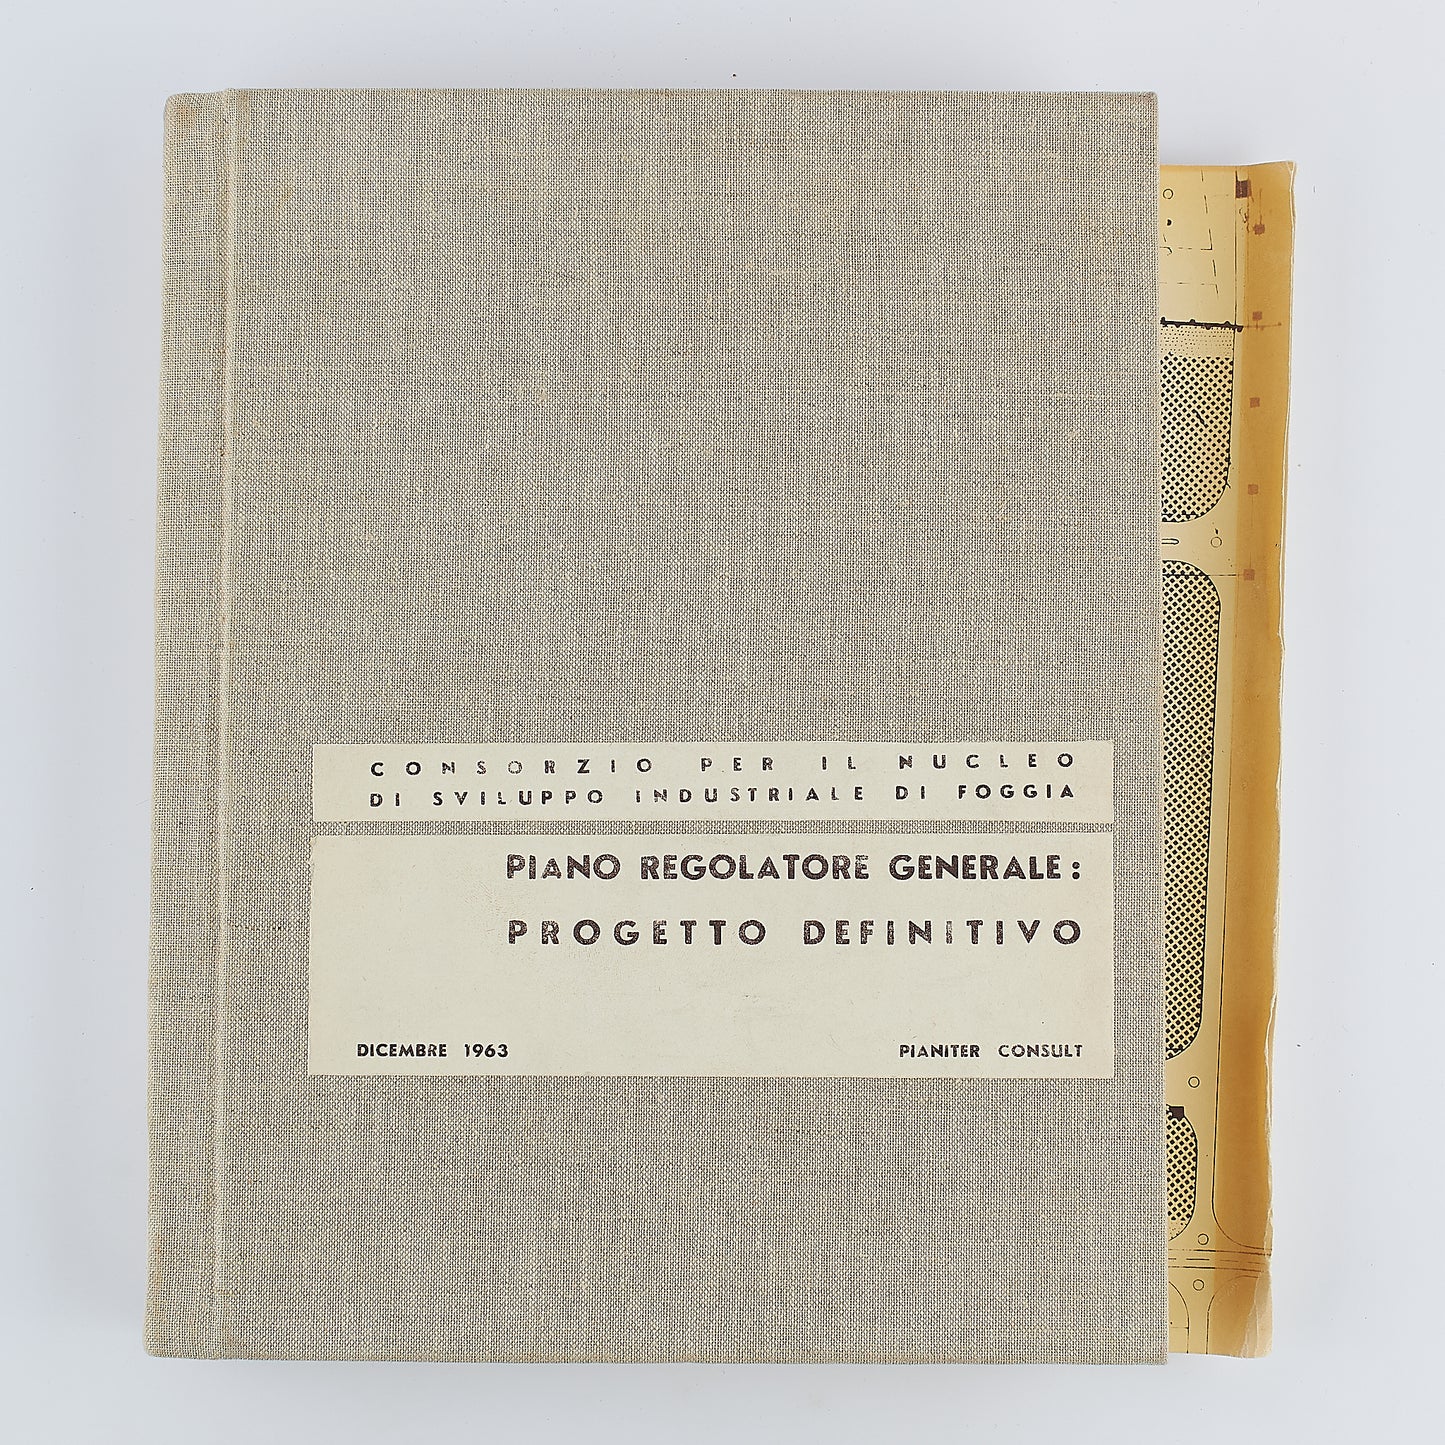 CONSORZIO PER IL NUCLEO
DI SVILUPPO INDUSTRIALE DI FOGGIA
PIANO REGOLATORE GENERALE:
PROGETTO DEFINITIVO
DICEMBRE 1963 PIANITER CONSULT